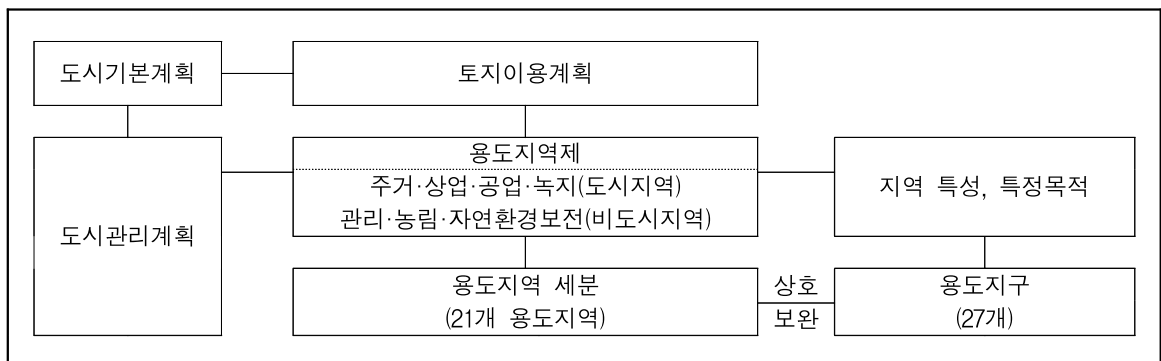 도시기본계획
토지이용계획
도시관리계획
용도지역제
주거·상업·공업·녹지(도시지역)
관리·농림·자연환경보전(비도시지역)
지역 특성, 특정목적
용도지역 세분
(21개 용도지역)
상호
보완
용도지구
(27개)